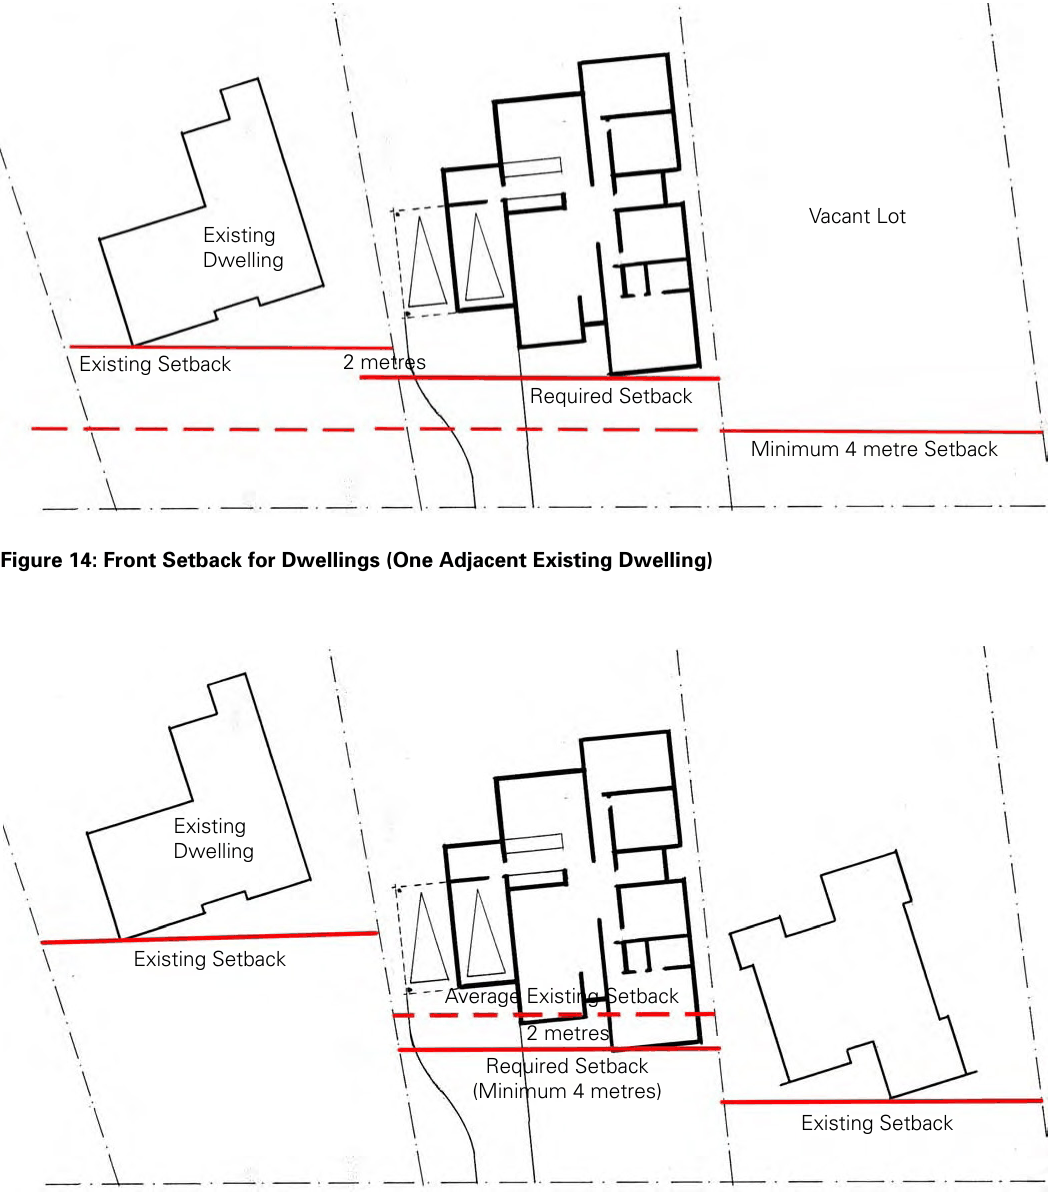 Existing
Dwelling
Vacant Lot
Existing Setback
2 metres
Required Setback
Minimum 4 metre Setback
Figure 14: Front Setback for Dwellings (One Adjacent Existing Dwelling)
Existing
Dwelling
Existing Setback
Average Existing Setback
2 metres
Required Setback
(Minimum 4 metres)
Existing Setback